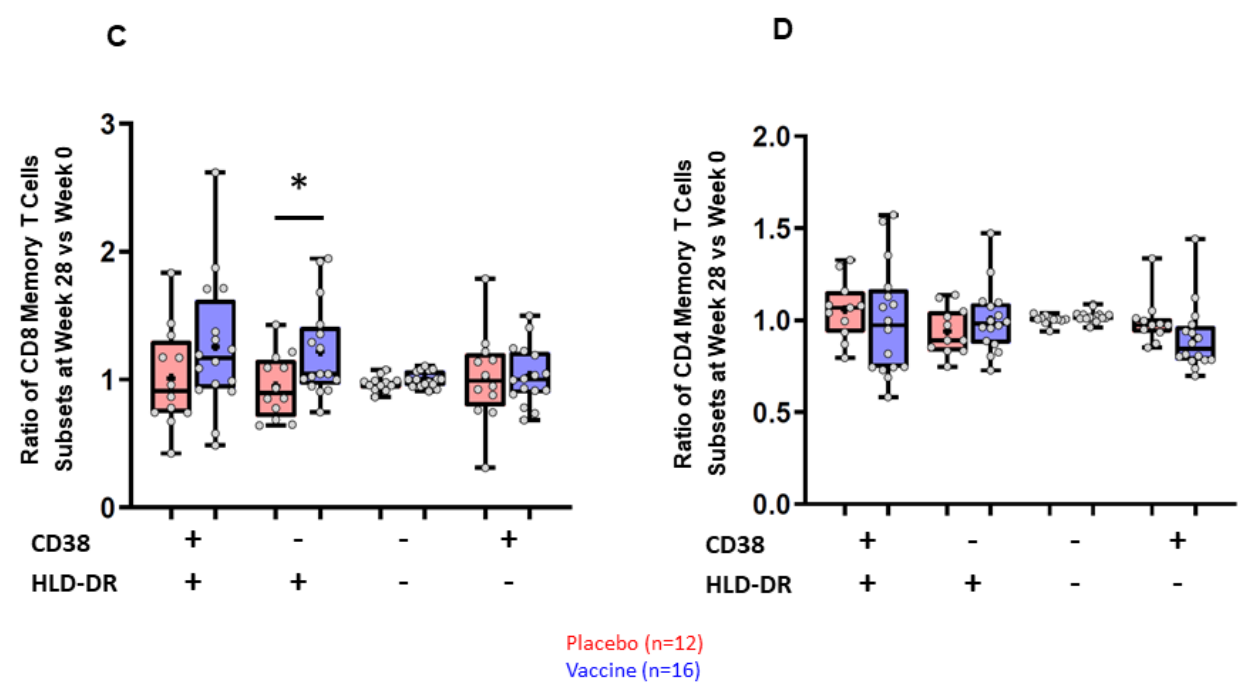 C
D
Ratio of CD8 Memory T Cells
Subsets at Week 28 vs Week 0
3
2
1
0
*
CD38 + - - +
HLD-DR + + - -
Ratio of CD4 Memory T Cells
Subsets at Week 28 vs Week 0
2.0
1.5
1.0
0.5
0.0
CD38 + - - +
HLD-DR + + - -
Placebo (n=12)
Vaccine (n=16)